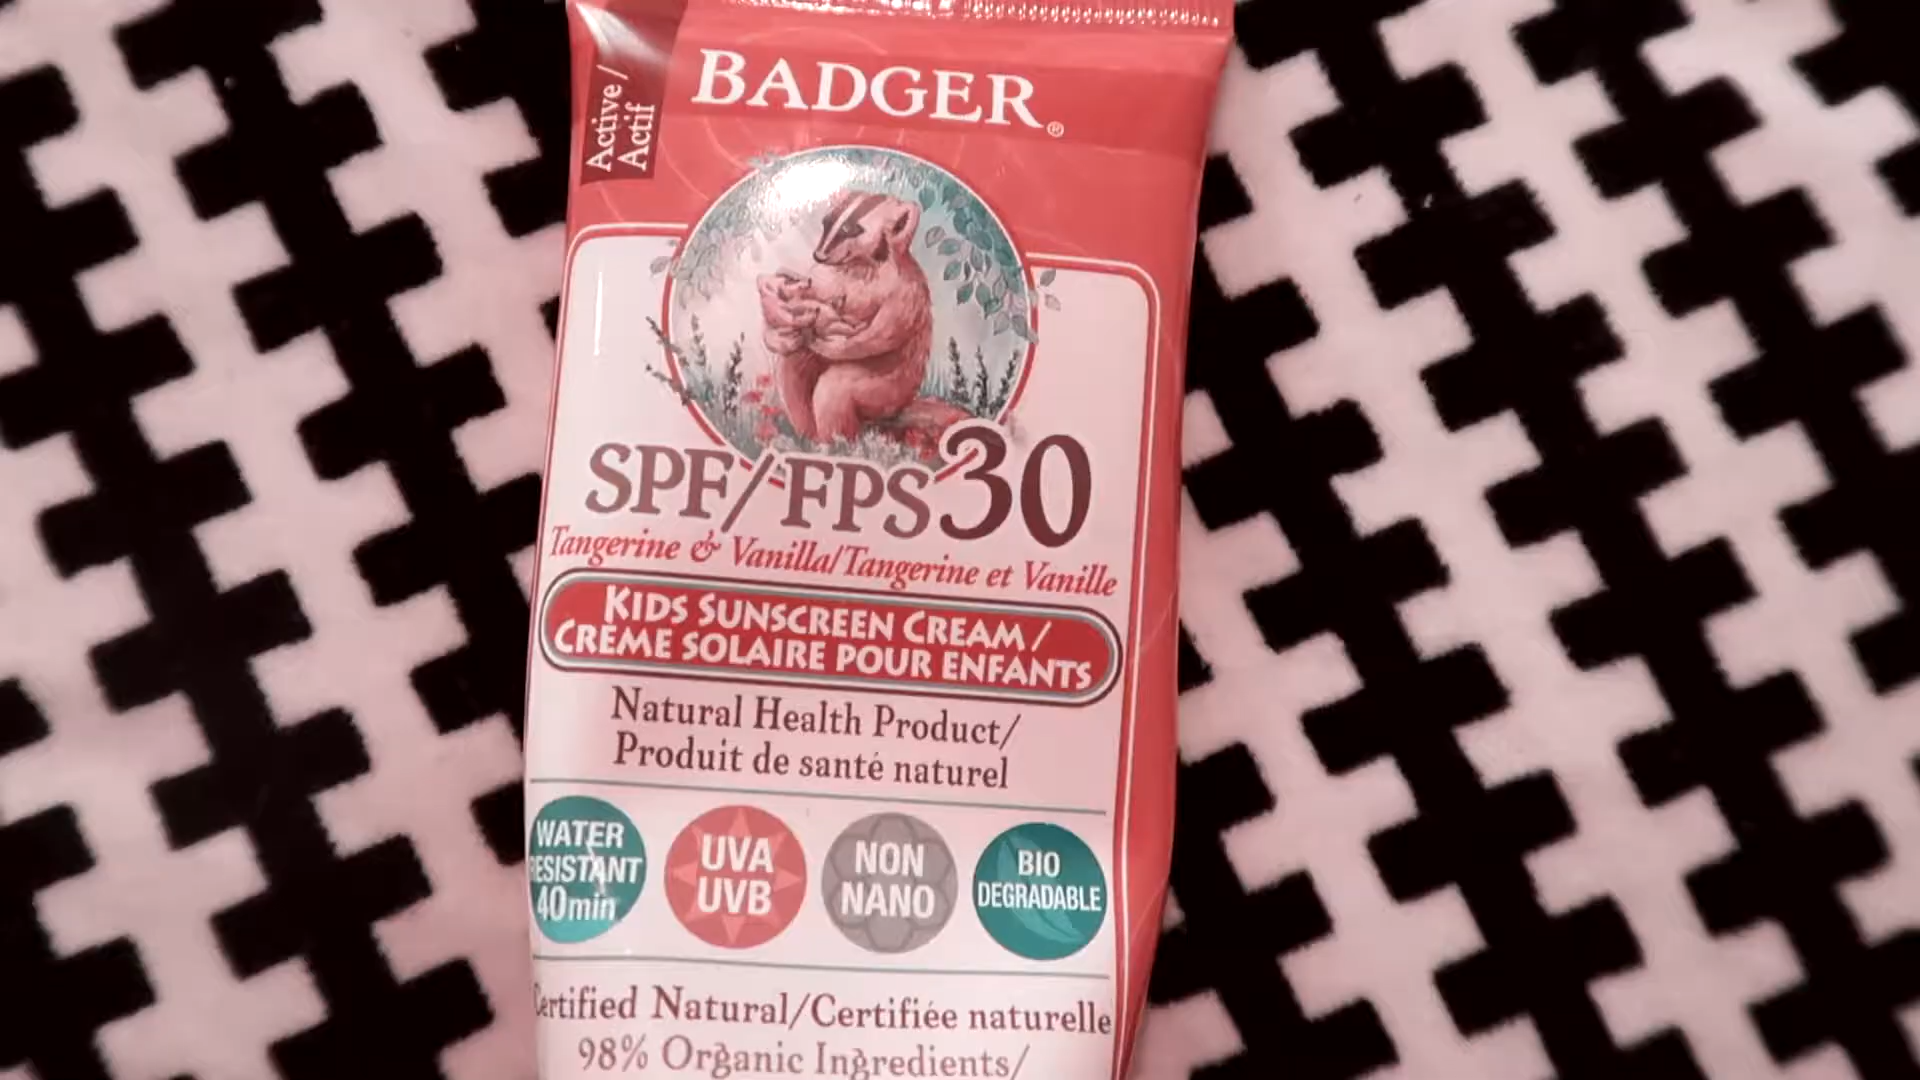 Active /
Actif
BADGER®
SPF/FPS 30
Tangerine & Vanilla/Tangerine et Vanille
KIDS SUNSCREEN CREAM/
CRÈME SOLAIRE POUR ENFANTS
Natural Health Product/
Produit de santé naturel
WATER
RESISTANT
40min
UVA
UVB
NON
NANO
BIO
DEGRADABLE
Certified Natural/Certifiée naturelle
98% Organic Ingredients/